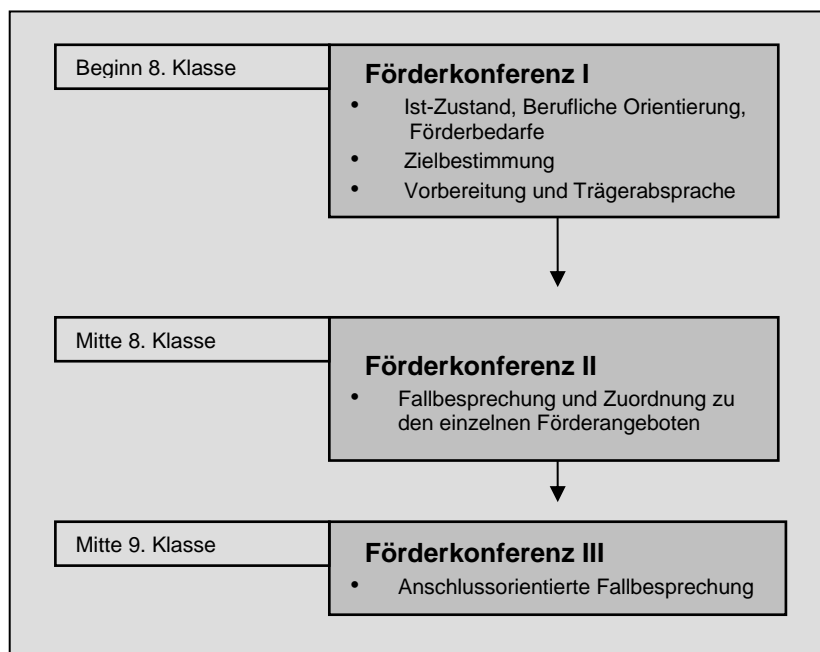 Beginn 8. Klasse
Förderkonferenz I
• Ist-Zustand, Berufliche Orientierung,
Förderbedarfe
• Zielbestimmung
• Vorbereitung und Trägerabsprache
Mitte 8. Klasse
Förderkonferenz II
• Fallbesprechung und Zuordnung zu
den einzelnen Förderangeboten
Mitte 9. Klasse
Förderkonferenz III
• Anschlussorientierte Fallbesprechung